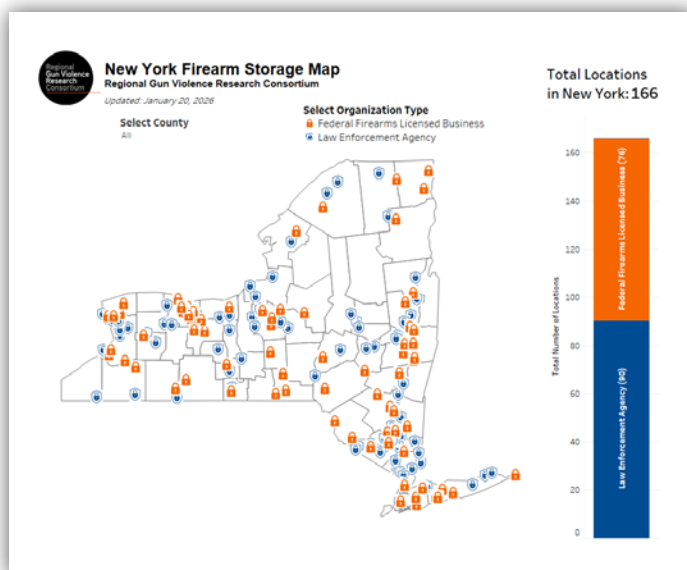 Regional
Gun Violence
Research
Consortium
New York Firearm Storage Map
Regional Gun Violence Research Consortium
Updated: January 20, 2026
Select County
All
Select Organization Type
Federal Firearms Licensed Business
Law Enforcement Agency
Total Locations
in New York: 166
Total Number of Locations
160
140
120
100
80
60
40
20
0
Federal Firearms Licensed Business (76)
Law Enforcement Agency (90)